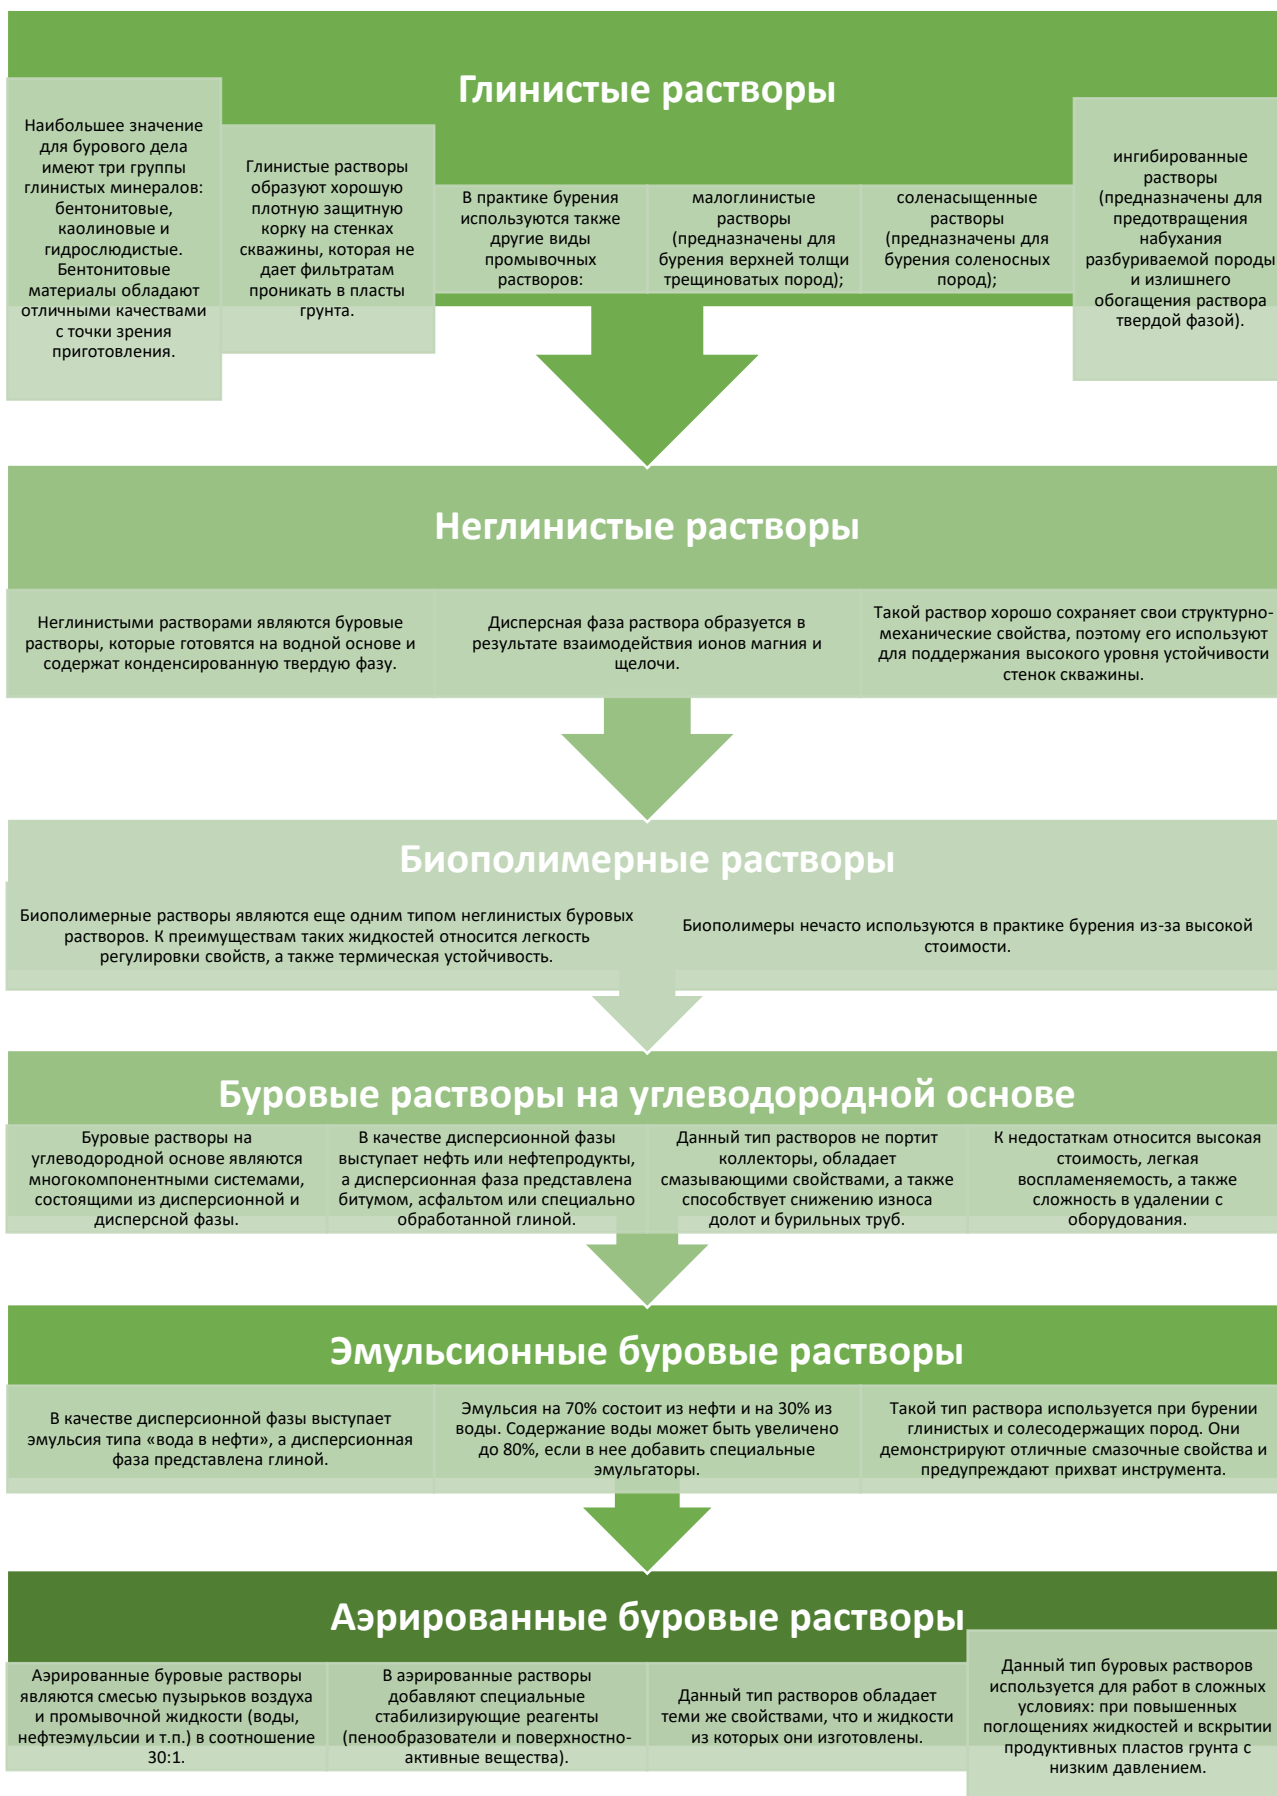 Глинистые растворы
Наибольшее значение
для бурового дела
имеют три группы
глинистых минералов:
бентонитовые,
каолиновые и
гидрослюдистые.
Бентонитовые
материалы обладают
отличными качествами
с точки зрения
приготовления.
Глинистые растворы
образуют хорошую
плотную защитную
корку на стенках
скважины, которая не
дает фильтратам
проникать в пласты
грунта.
В практике бурения
используются также
другие виды
промывочных
растворов:
малоглинистые
растворы
(предназначены для
бурения верхней толщи
трещиноватых пород);
соленасыщенные
растворы
(предназначены для
бурения соленосных
пород);
ингибированные
растворы
(предназначены для
предотвращения
набухания
разбуриваемой породы
и излишнего
обогащения раствора
твердой фазой).
Неглинистые растворы
Неглинистыми растворами являются буровые
растворы, которые готовятся на водной основе и
содержат конденсированную твердую фазу.
Дисперсная фаза раствора образуется в
результате взаимодействия ионов магния и
щелочи.
Такой раствор хорошо сохраняет свои структурно-
механические свойства, поэтому его используют
для поддержания высокого уровня устойчивости
стенок скважины.
Биополимерные растворы
Биополимерные растворы являются еще одним типом неглинистых буровых
растворов. К преимуществам таких жидкостей относится легкость
регулировки свойств, а также термическая устойчивость.
Биополимеры нечасто используются в практике бурения из-за высокой
стоимости.
Буровые растворы на углеводородной основе
Буровые растворы на
углеводородной основе являются
многокомпонентными системами,
состоящими из дисперсионной и
дисперсной фазы.
В качестве дисперсионной фазы
выступает нефть или нефтепродукты,
а дисперсионная фаза представлена
битумом, асфальтом или специально
обработанной глиной.
Данный тип растворов не портит
коллекторы, обладает
смазывающими свойствами, а также
способствует снижению износа
долот и бурильных труб.
К недостаткам относится высокая
стоимость, легкая
воспламеняемость, а также
сложность в удалении с
оборудования.
Эмульсионные буровые растворы
В качестве дисперсионной фазы выступает
эмульсия типа «вода в нефти», а дисперсионная
фаза представлена глиной.
Эмульсия на 70% состоит из нефти и на 30% из
воды. Содержание воды может быть увеличено
до 80%, если в нее добавить специальные
эмульгаторы.
Такой тип раствора используется при бурении
глинистых и солесодержащих пород. Они
демонстрируют отличные смазочные свойства и
предупреждают прихват инструмента.
Аэрированные буровые растворы
Аэрированные буровые растворы
являются смесью пузырьков воздуха
и промывочной жидкости (воды,
нефтеэмульсии и т.п.) в соотношение
30:1.
В аэрированные растворы
добавляют специальные
стабилизирующие реагенты
(пенообразователи и поверхностно-
активные вещества).
Данный тип растворов обладает
теми же свойствами, что и жидкости
из которых они изготовлены.
Данный тип буровых растворов
используется для работ в сложных
условиях: при повышенных
поглощениях жидкостей и вскрытии
продуктивных пластов грунта с
низким давлением.